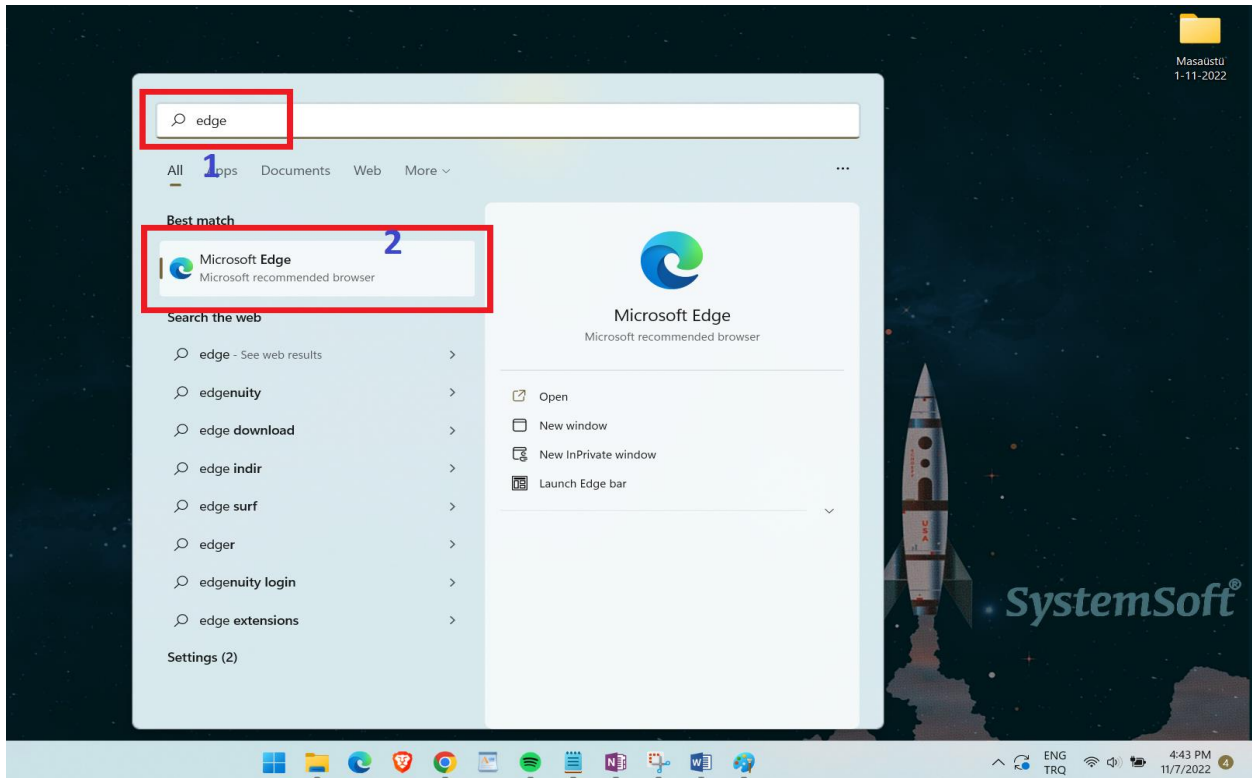 Masaüstü
1-11-2022
edge
1
All Apps Documents Web More ...
Best match
2
Microsoft Edge
Microsoft recommended browser
Search the web
edge - See web results
edgenuity
edge download
edge indir
edge surf
edger
edgenuity login
edge extensions
Settings (2)
Microsoft Edge
Microsoft recommended browser
Open
New window
New InPrivate window
Launch Edge bar
USA
SystemSoft®
ENG
TRQ
4:43 PM
11/7/2022
4